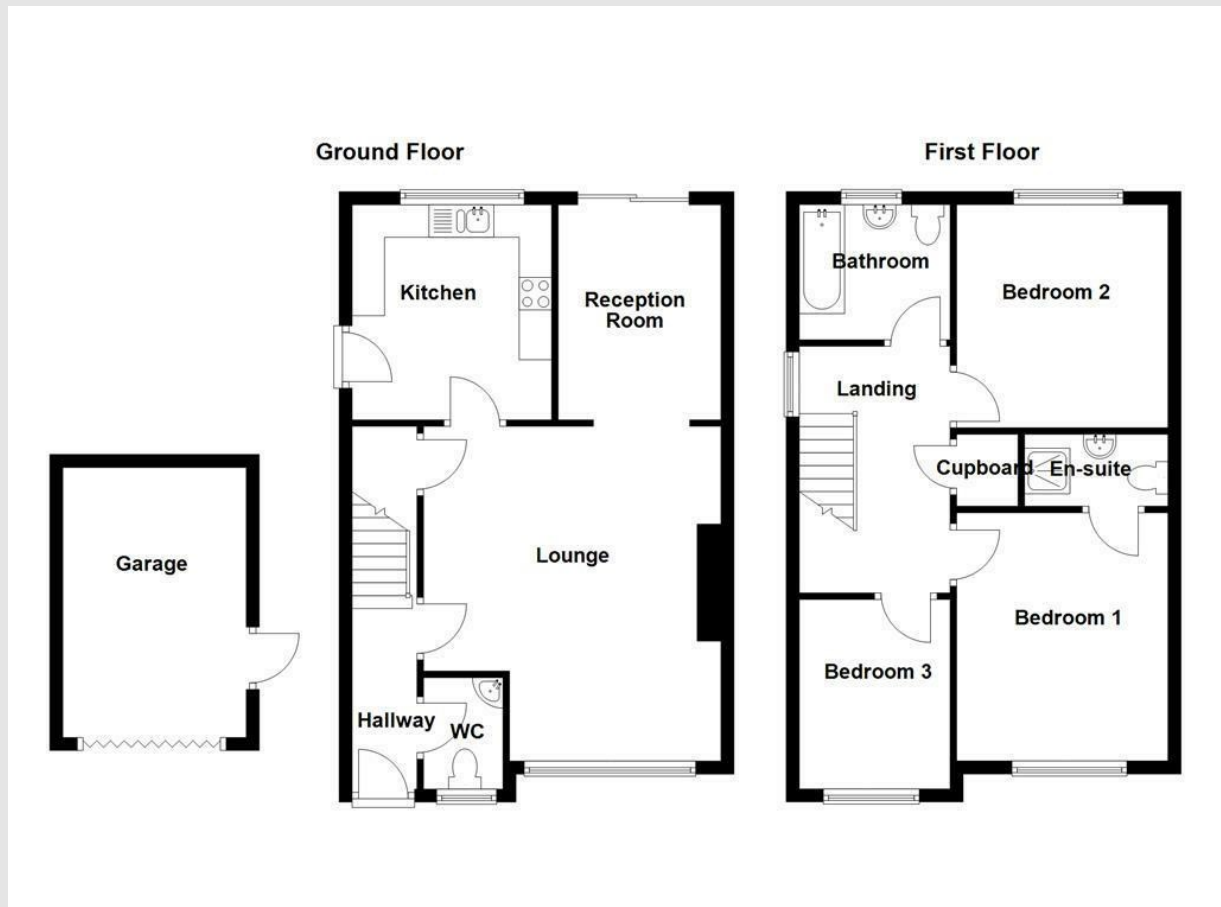 Ground Floor
First Floor
Kitchen
Reception
Room
Bathroom
Bedroom 2
Landing
Cupboard
En-suite
Garage
Lounge
Bedroom 1
Bedroom 3
Hallway
WC